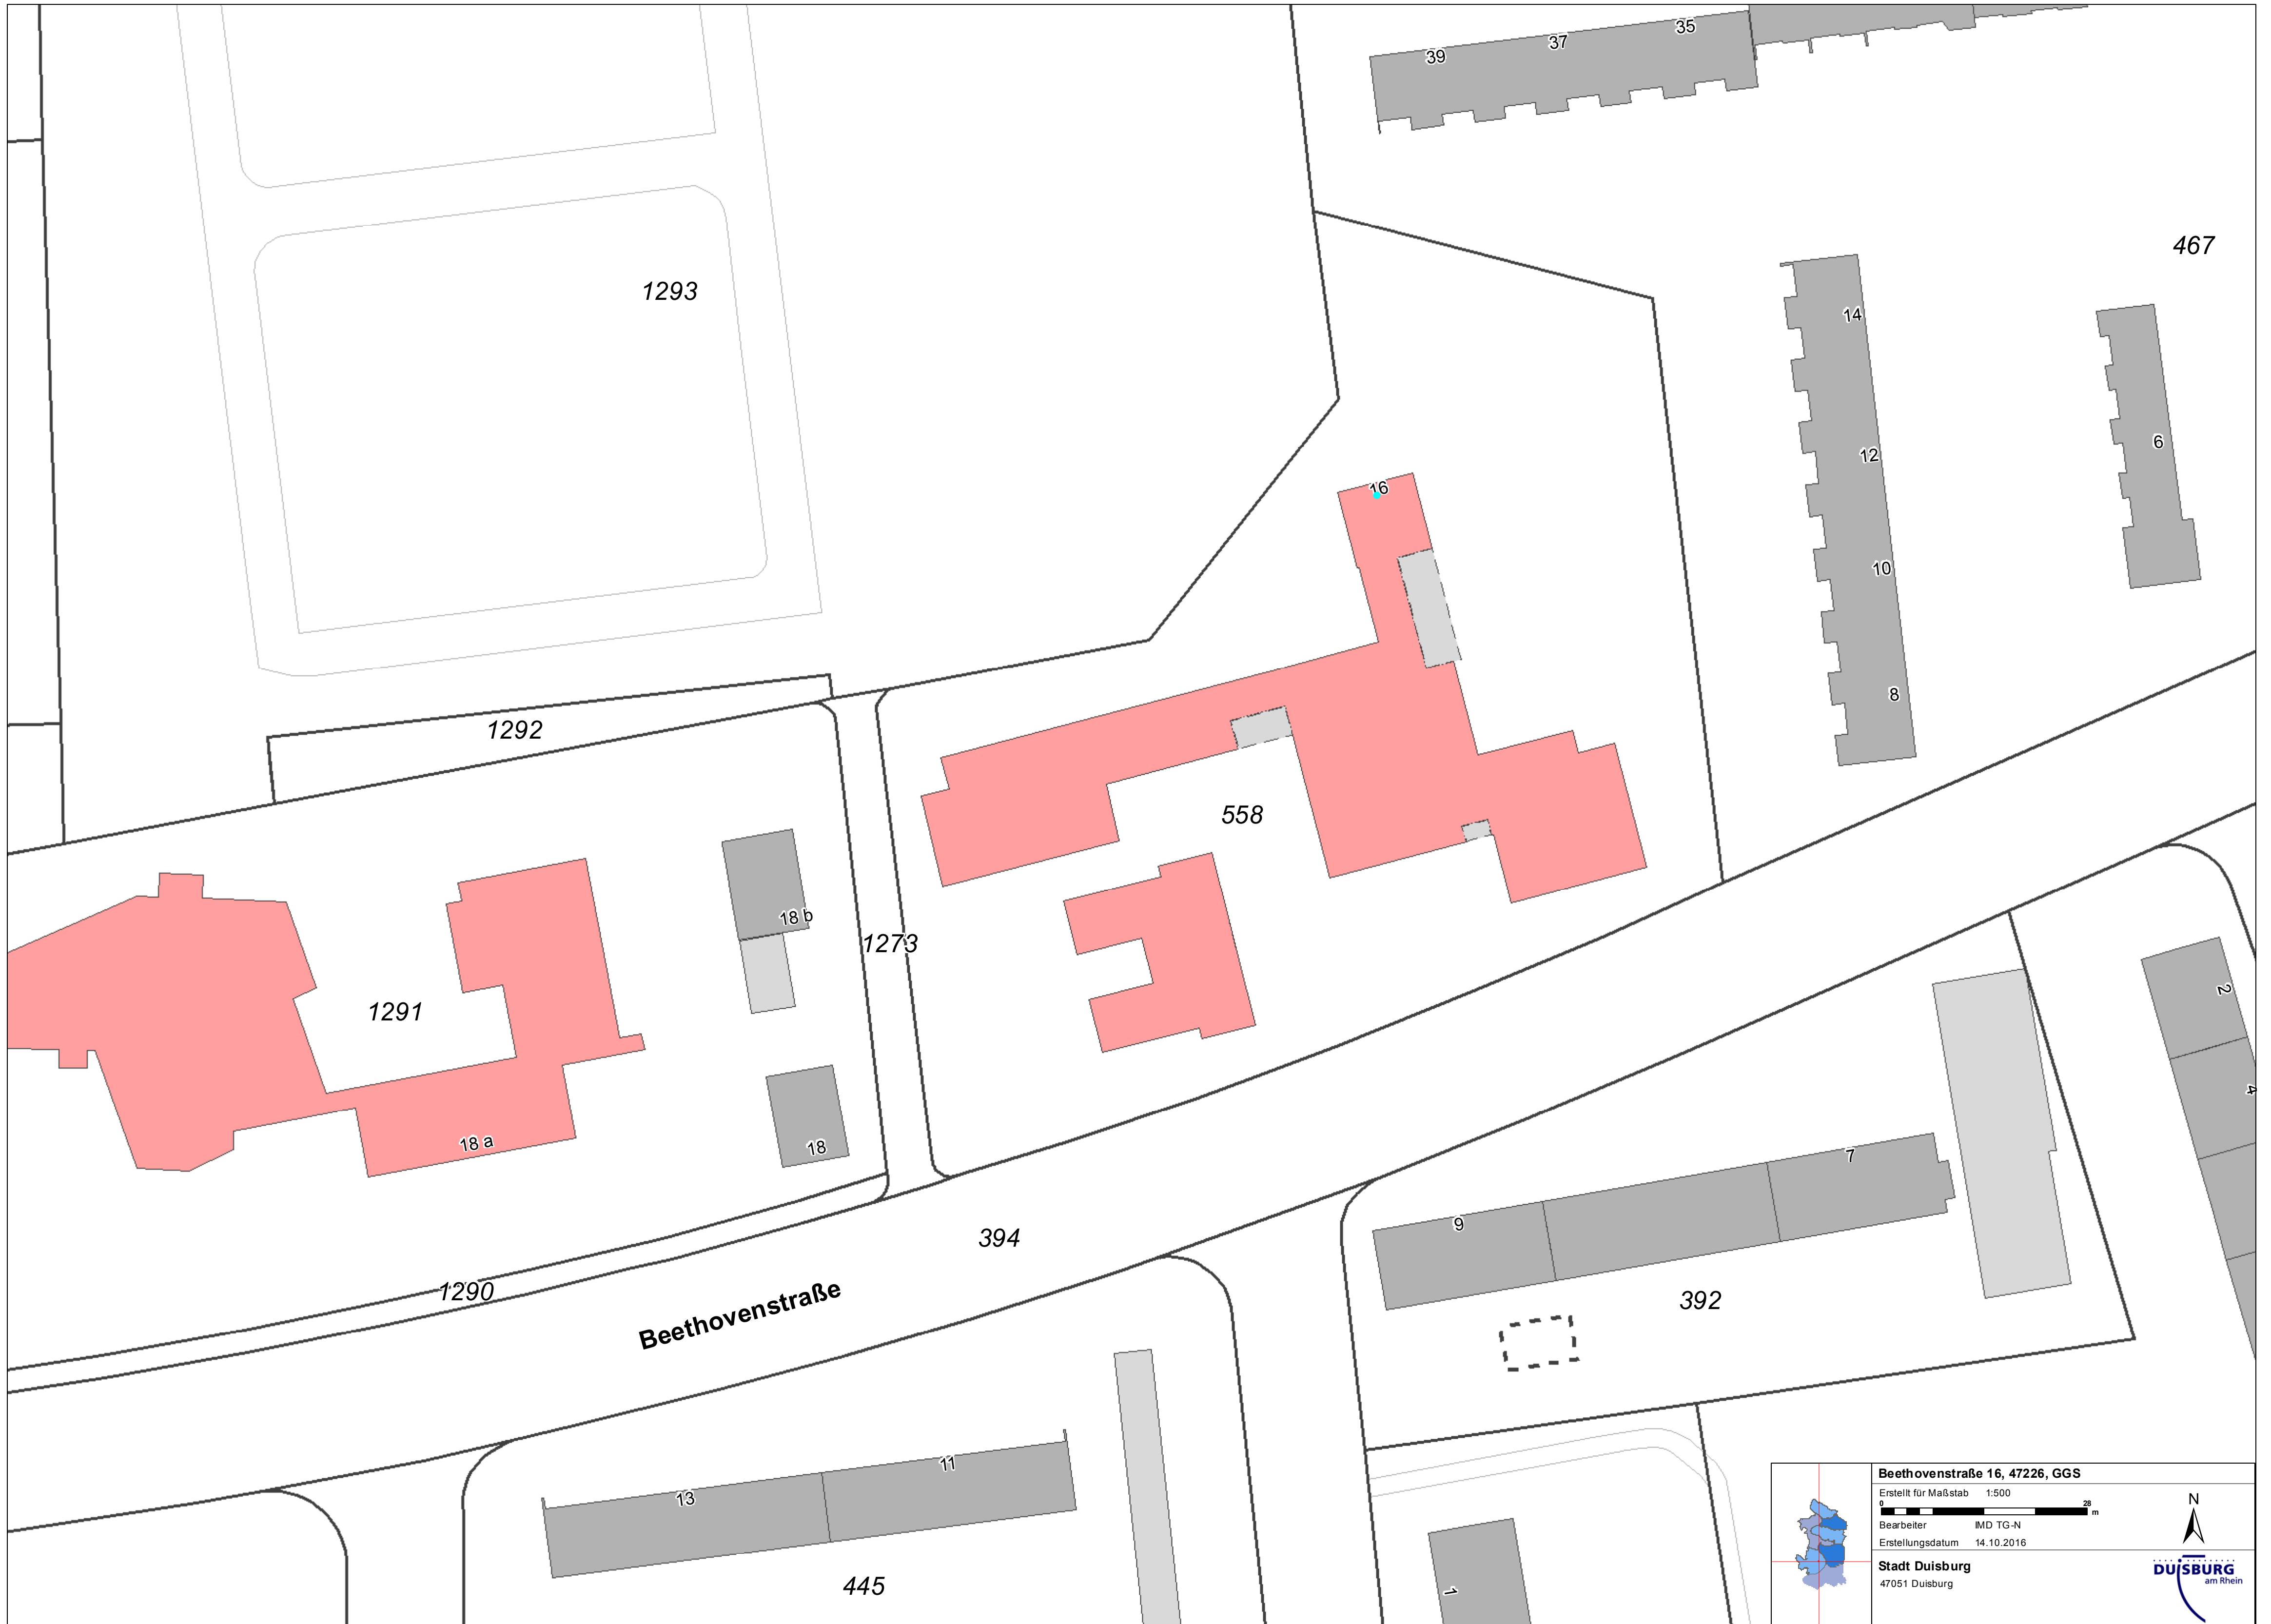 35
37
39
467
1293
14
6
12
16
10
8
1292
558
18 b
1273
2
1291
4
18 a
18
7
9
394
1290
392
Beethovenstraße
11
13
445
1
Beethovenstraße 16, 47226, GGS
Erstellt für Maßstab 1:500
0 28
m
Bearbeiter IMD TG-N
Erstellungsdatum 14.10.2016
N
Stadt Duisburg
47051 Duisburg
DUISBURG
am Rhein